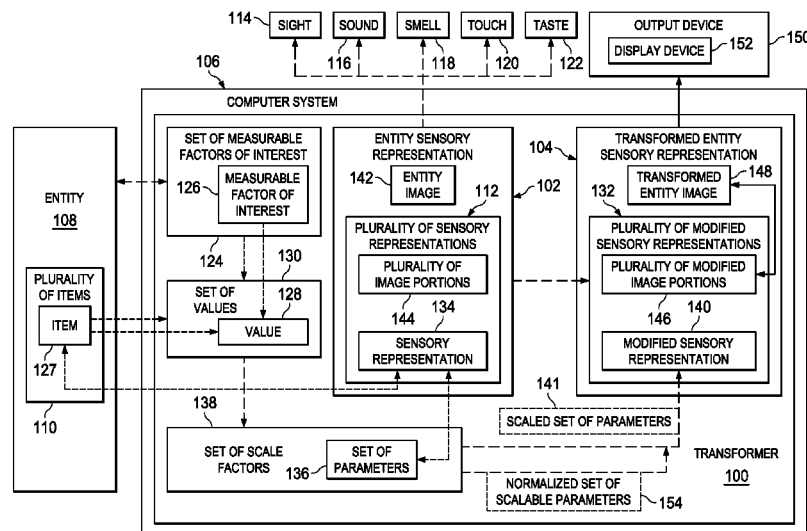 114
SIGHT
SOUND
116
SMELL
118
TOUCH
120
TASTE
122
OUTPUT DEVICE
DISPLAY DEVICE
152
150
106
COMPUTER SYSTEM
SET OF MEASURABLE
FACTORS OF INTEREST
126
MEASURABLE
FACTOR OF
INTEREST
124
130
ENTITY SENSORY
REPRESENTATION
142
ENTITY
IMAGE
112
102
PLURALITY OF SENSORY
REPRESENTATIONS
PLURALITY OF
IMAGE PORTIONS
144
134
SENSORY
REPRESENTATION
104
TRANSFORMED ENTITY
SENSORY REPRESENTATION
148
TRANSFORMED
ENTITY IMAGE
132
PLURALITY OF MODIFIED
SENSORY REPRESENTATIONS
PLURALITY OF MODIFIED
IMAGE PORTIONS
146
140
MODIFIED SENSORY
REPRESENTATION
ENTITY
108
PLURALITY
OF ITEMS
ITEM
127
110
SET OF
VALUES
128
VALUE
138
SET OF SCALE
FACTORS
136
SET OF
PARAMETERS
141
SCALED SET OF PARAMETERS
NORMALIZED SET OF
SCALABLE PARAMETERS
154
TRANSFORMER
100